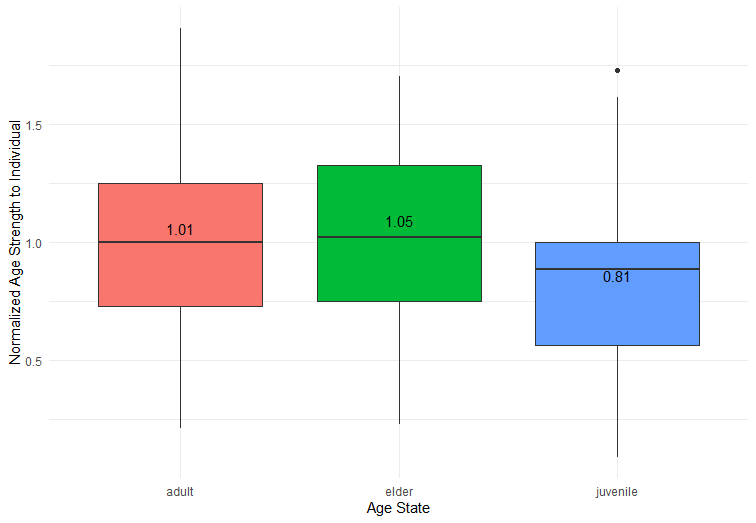 Normalized Age Strength to Individual
1.5
1.0
0.5
1.01
1.05
0.81
adult
elder
juvenile
Age State